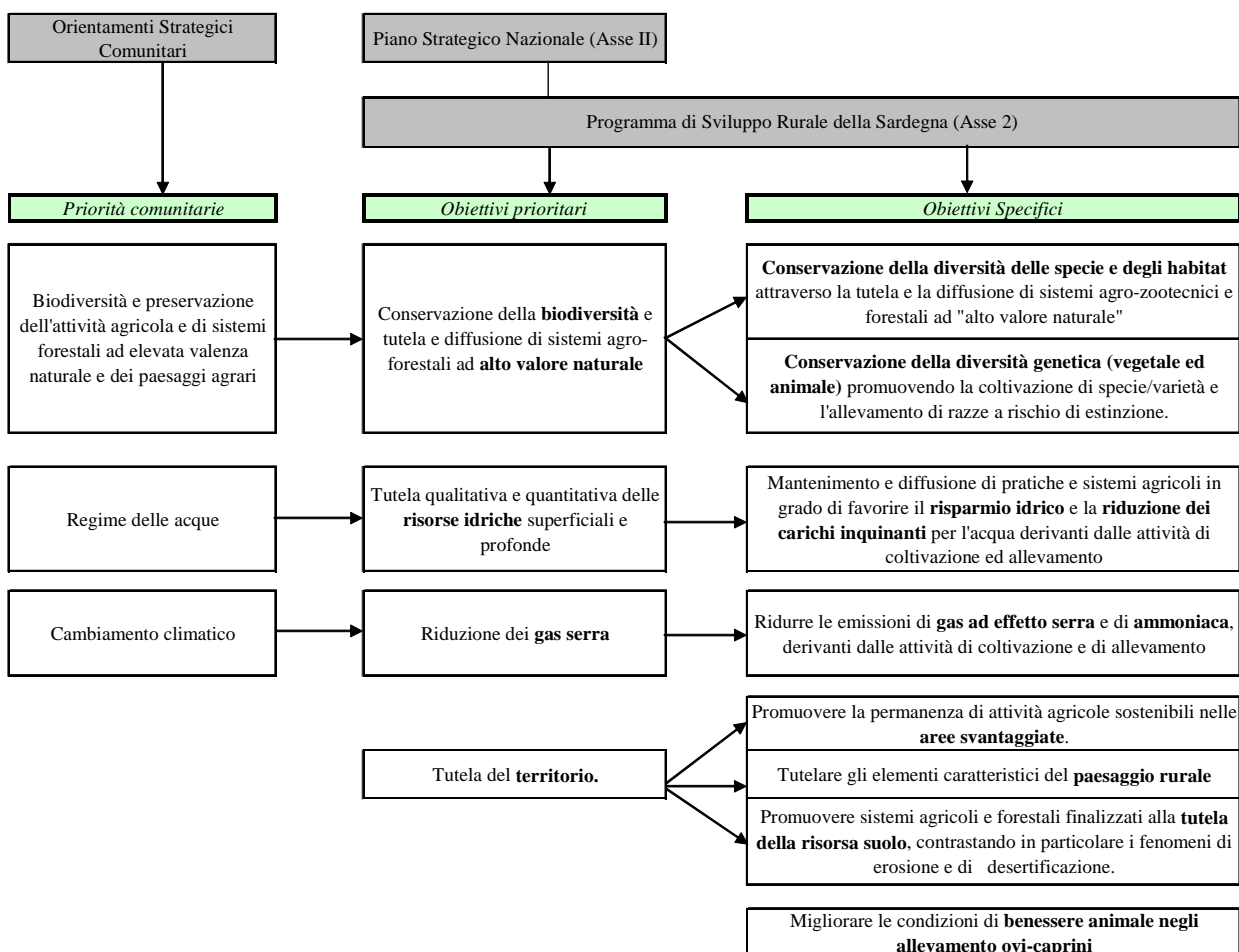 Orientamenti Strategici
Comunitari
Piano Strategico Nazionale (Asse II)
Programma di Sviluppo Rurale della Sardegna (Asse 2)
Priorità comunitarie
Obiettivi prioritari
Obiettivi Specifici
Biodiversità e preservazione
dell'attività agricola e di sistemi
forestali ad elevata valenza
naturale e dei paesaggi agrari
Conservazione della biodiversità e
tutela e diffusione di sistemi agro-
forestali ad alto valore naturale
Conservazione della diversità delle specie e degli habitat
attraverso la tutela e la diffusione di sistemi agro-zootecnici e
forestali ad "alto valore naturale"
Conservazione della diversità genetica (vegetale ed
animale) promuovendo la coltivazione di specie/varietà e
l'allevamento di razze a rischio di estinzione.
Regime delle acque
Tutela qualitativa e quantitativa delle
risorse idriche superficiali e
profonde
Mantenimento e diffusione di pratiche e sistemi agricoli in
grado di favorire il risparmio idrico e la riduzione dei
carichi inquinanti per l'acqua derivanti dalle attività di
coltivazione ed allevamento
Cambiamento climatico
Riduzione dei gas serra
Ridurre le emissioni di gas ad effetto serra e di ammoniaca,
derivanti dalle attività di coltivazione e di allevamento
Tutela del territorio.
Promuovere la permanenza di attività agricole sostenibili nelle
aree svantaggiate.
Tutelare gli elementi caratteristici del paesaggio rurale
Promuovere sistemi agricoli e forestali finalizzati alla tutela
della risorsa suolo, contrastando in particolare i fenomeni di
erosione e di desertificazione.
Migliorare le condizioni di benessere animale negli
allevamento ovi-caprini